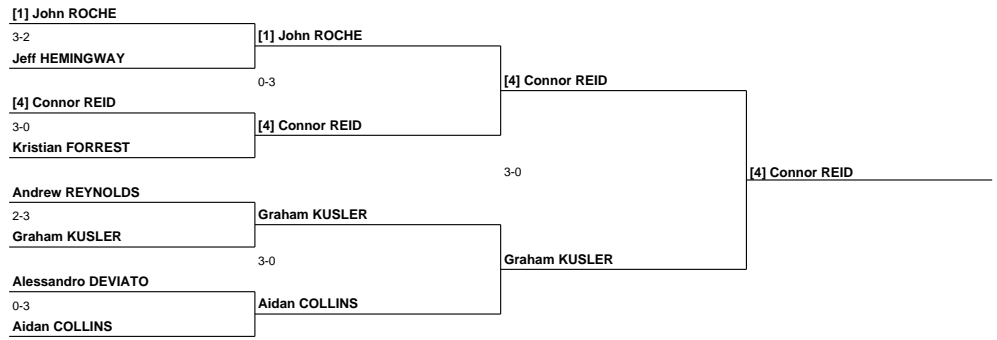 [1] John ROCHE
3-2
Jeff HEMINGWAY
[4] Connor REID
3-0
Kristian FORREST
Andrew REYNOLDS
2-3
Graham KUSLER
Alessandro DEVIATO
0-3
Aidan COLLINS
[1] John ROCHE
0-3
[4] Connor REID
Graham KUSLER
3-0
Aidan COLLINS
[4] Connor REID
3-0
Graham KUSLER
[4] Connor REID